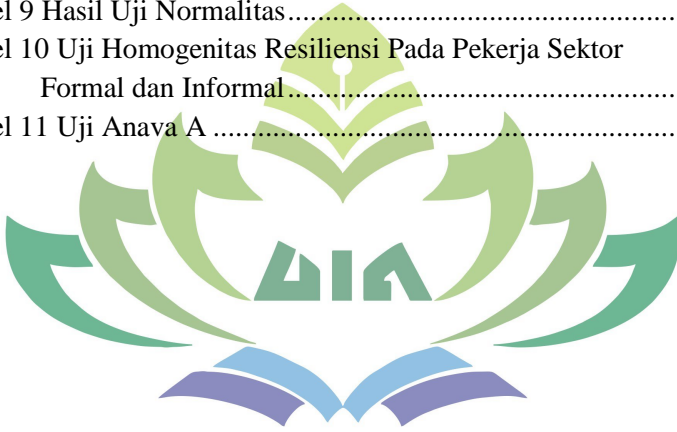 el 9 Hasil Uji Normalitas................................................................
el 10 Uji Homogenitas Resiliensi Pada Pekerja Sektor
Formal dan Informal................................................................
el 11 Uji Anava A ................................................................
UIN